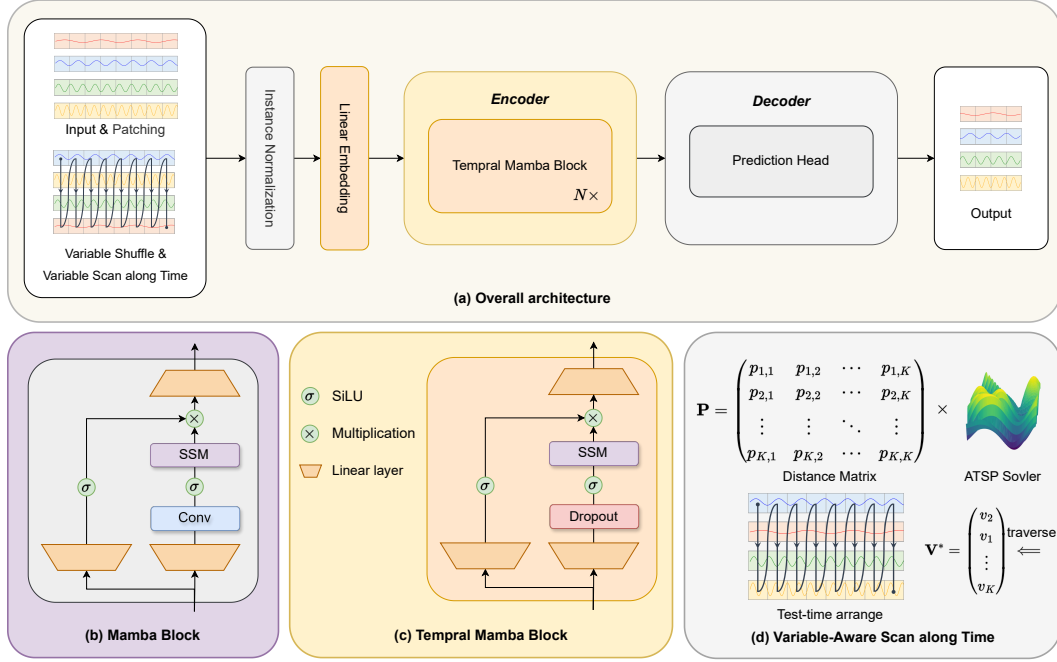 Input & Patching
Variable Shuffle &
Variable Scan along Time
Instance Normalization
Linear Embedding
Encoder
Tempral Mamba Block
N×
Decoder
Prediction Head
Output
(a) Overall architecture
σ
×
SSM
σ
Conv
(b) Mamba Block
σ SiLU
× Multiplication
Linear layer
σ
×
SSM
σ
Dropout
(c) Tempral Mamba Block
P =
p1,1 p1,2 ⋯ p1,K
p2,1 p2,2 ⋯ p2,K
⋮ ⋮ ⋱ ⋮
pK,1 pK,2 ⋯ pK,K
×
Distance Matrix
ATSP Sovler
V* =
v2
v1
⋮
vK
traverse
⇐
Test-time arrange
(d) Variable-Aware Scan along Time